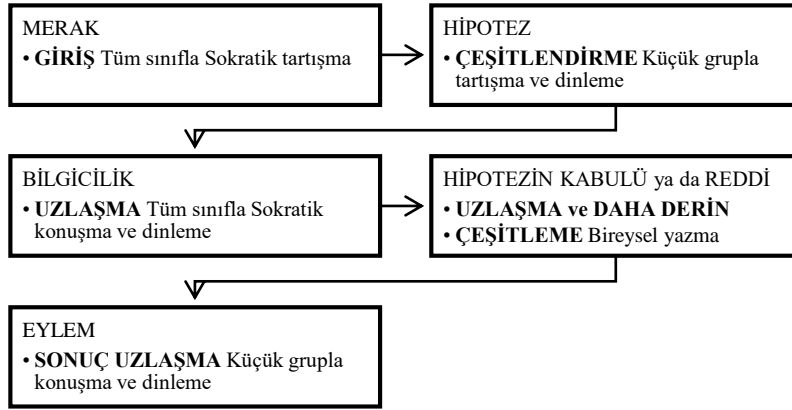 MERAK
• GİRİŞ Tüm sınıfla Sokratik tartışma
HİPOTEZ
• ÇEŞİTLENDİRME Küçük grupla
tartışma ve dinleme
BİLGİCİLİK
• UZLAŞMA Tüm sınıfla Sokratik
konuşma ve dinleme
HİPOTEZİN KABULÜ ya da REDDİ
• UZLAŞMA ve DAHA DERİN
• ÇEŞİTLEME Bireysel yazma
EYLEM
• SONUÇ UZLAŞMA Küçük grupla
konuşma ve dinleme